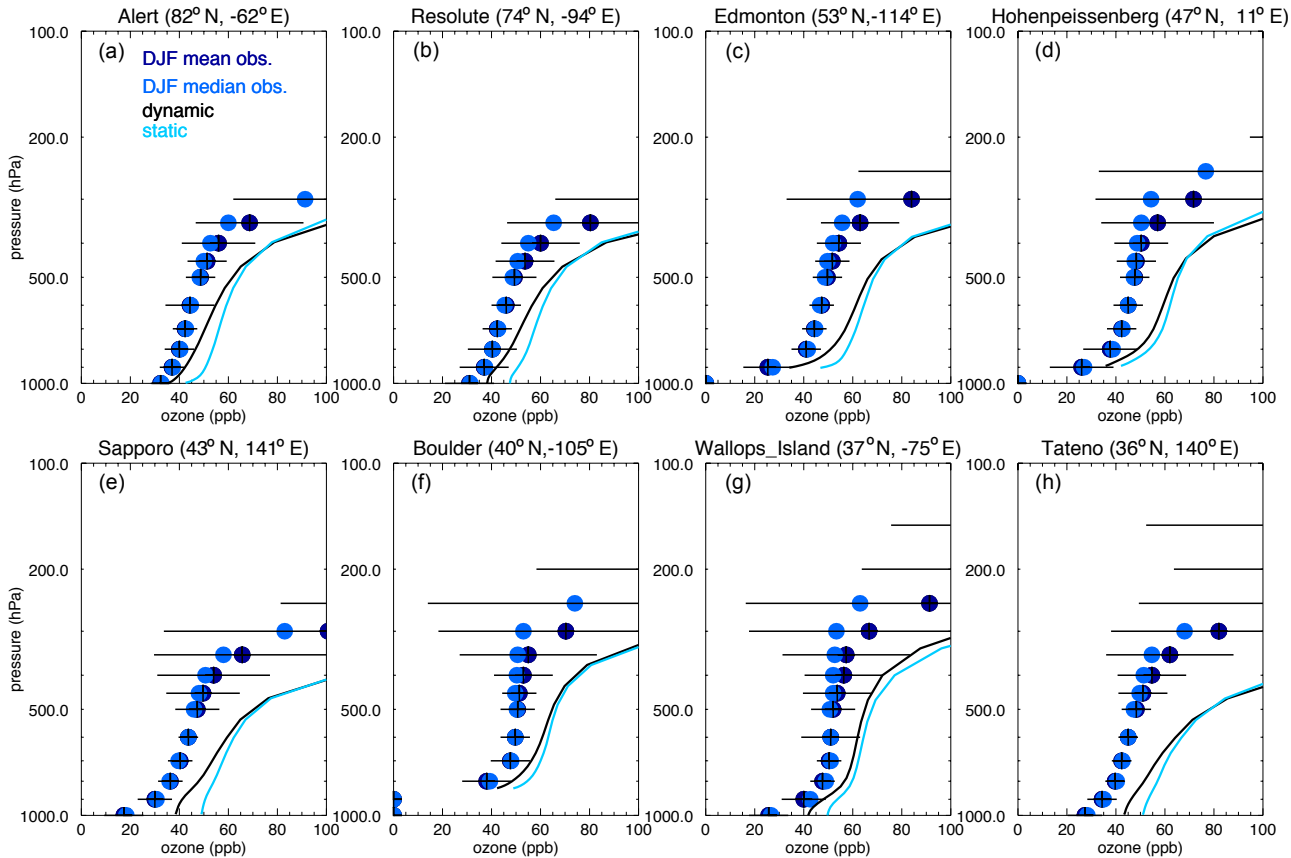 Alert (82° N, -62° E)
Resolute (74° N, -94° E)
Edmonton (53° N,-114° E)
Hohenpeissenberg (47° N, 11° E)
(a)
(b)
(c)
(d)
DJF mean obs.
DJF median obs.
dynamic
static
pressure (hPa)
100.0
200.0
500.0
1000.0
0 20 40 60 80 100
ozone (ppb)
100.0
200.0
500.0
1000.0
0 20 40 60 80 100
ozone (ppb)
100.0
200.0
500.0
1000.0
0 20 40 60 80 100
ozone (ppb)
100.0
200.0
500.0
1000.0
0 20 40 60 80 100
ozone (ppb)
Sapporo (43° N, 141° E)
Boulder (40° N,-105° E)
Wallops_Island (37° N, -75° E)
Tateno (36° N, 140° E)
(e)
(f)
(g)
(h)
pressure (hPa)
100.0
200.0
500.0
1000.0
0 20 40 60 80 100
ozone (ppb)
100.0
200.0
500.0
1000.0
0 20 40 60 80 100
ozone (ppb)
100.0
200.0
500.0
1000.0
0 20 40 60 80 100
ozone (ppb)
100.0
200.0
500.0
1000.0
0 20 40 60 80 100
ozone (ppb)